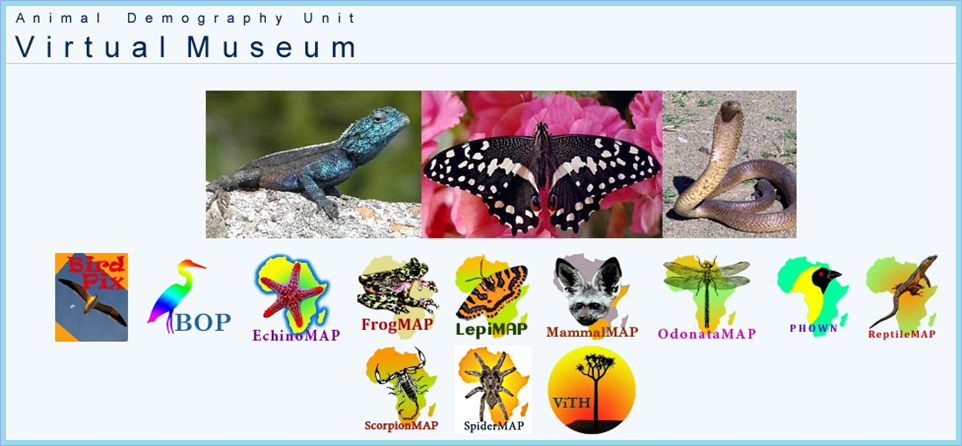 Animal Demography Unit
Virtual Museum
Bird
Pix
BOP
EchinoMAP
FrogMAP
LepiMAP
MammalMAP
OdonataMAP
PHOWN
ReptileMAP
ScorpionMAP
SpiderMAP
ViTH